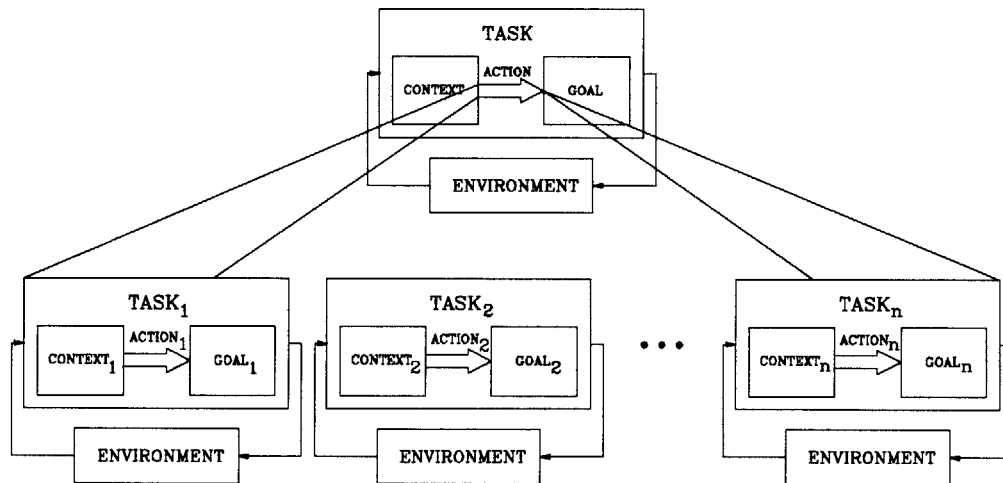 TASK
ACTION
CONTEXT
GOAL
ENVIRONMENT
TASK₁
ACTION₁
CONTEXT₁
GOAL₁
ENVIRONMENT
TASK₂
ACTION₂
CONTEXT₂
GOAL₂
ENVIRONMENT
• • •
TASKₙ
ACTIONₙ
CONTEXTₙ
GOALₙ
ENVIRONMENT